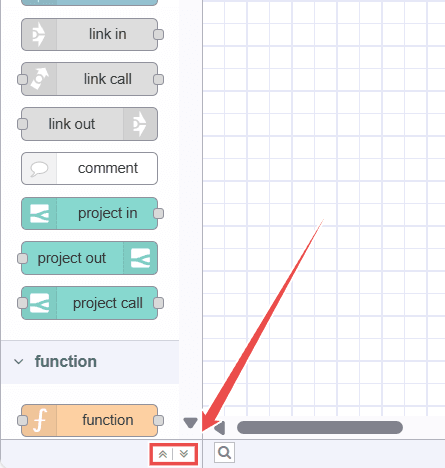 link in
link call
link out
comment
project in
project out
project call
function
function